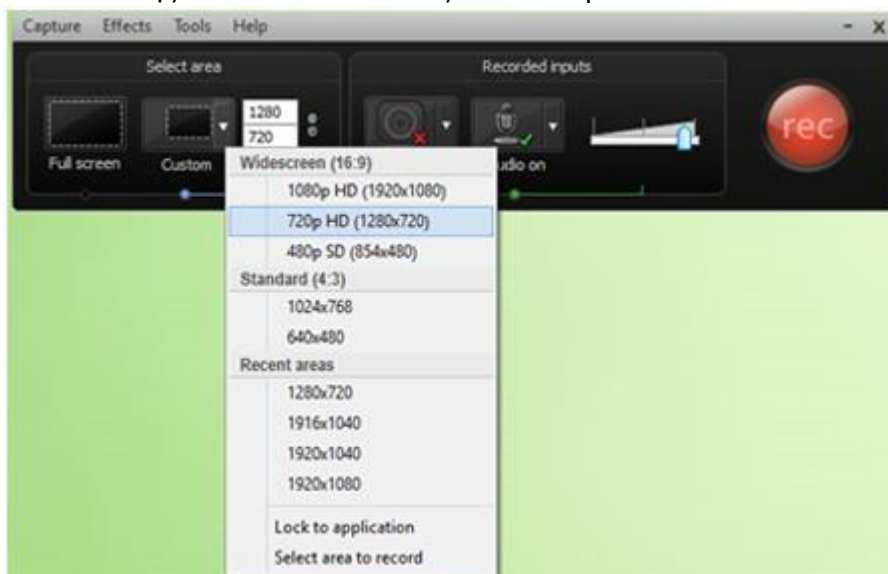 Capture Effects Tools Help
Select area
Recorded inputs
1280
720
Full screen
Custom
udio on
rec
Widescreen (16:9)
1080p HD (1920x1080)
720p HD (1280x720)
480p SD (854x480)
Standard (4:3)
1024x768
640x480
Recent areas
1280x720
1916x1040
1920x1040
1920x1080
Lock to application
Select area to record